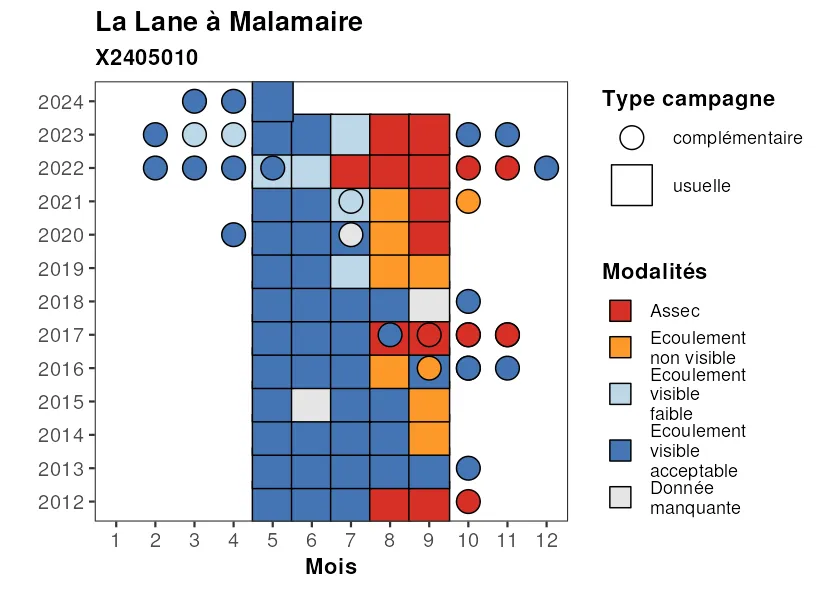 La Lane à Malamaire
X2405010
2024
2023
2022
2021
2020
2019
2018
2017
2016
2015
2014
2013
2012
1 2 3 4 5 6 7 8 9 10 11 12
Mois
Type campagne
complémentaire
usuelle
Modalités
Assec
Ecoulement
non visible
Ecoulement
visible
faible
Ecoulement
visible
acceptable
Donnée
manquante